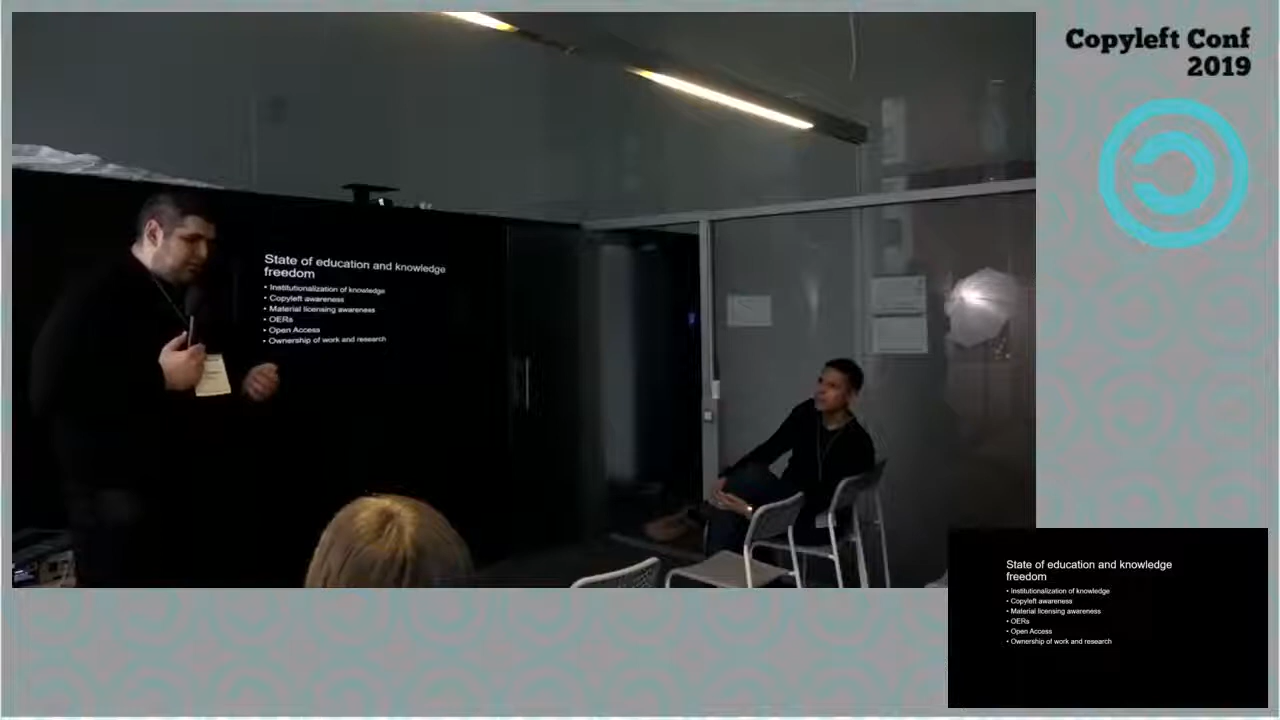 Copyleft Conf
2019
State of education and knowledge
freedom
• Institutionalization of knowledge
• Copyleft awareness
• Material licensing awareness
• OERs
• Open Access
• Ownership of work and research
State of education and knowledge
freedom
• Institutionalization of knowledge
• Copyleft awareness
• Material licensing awareness
• OERs
• Open Access
• Ownership of work and research